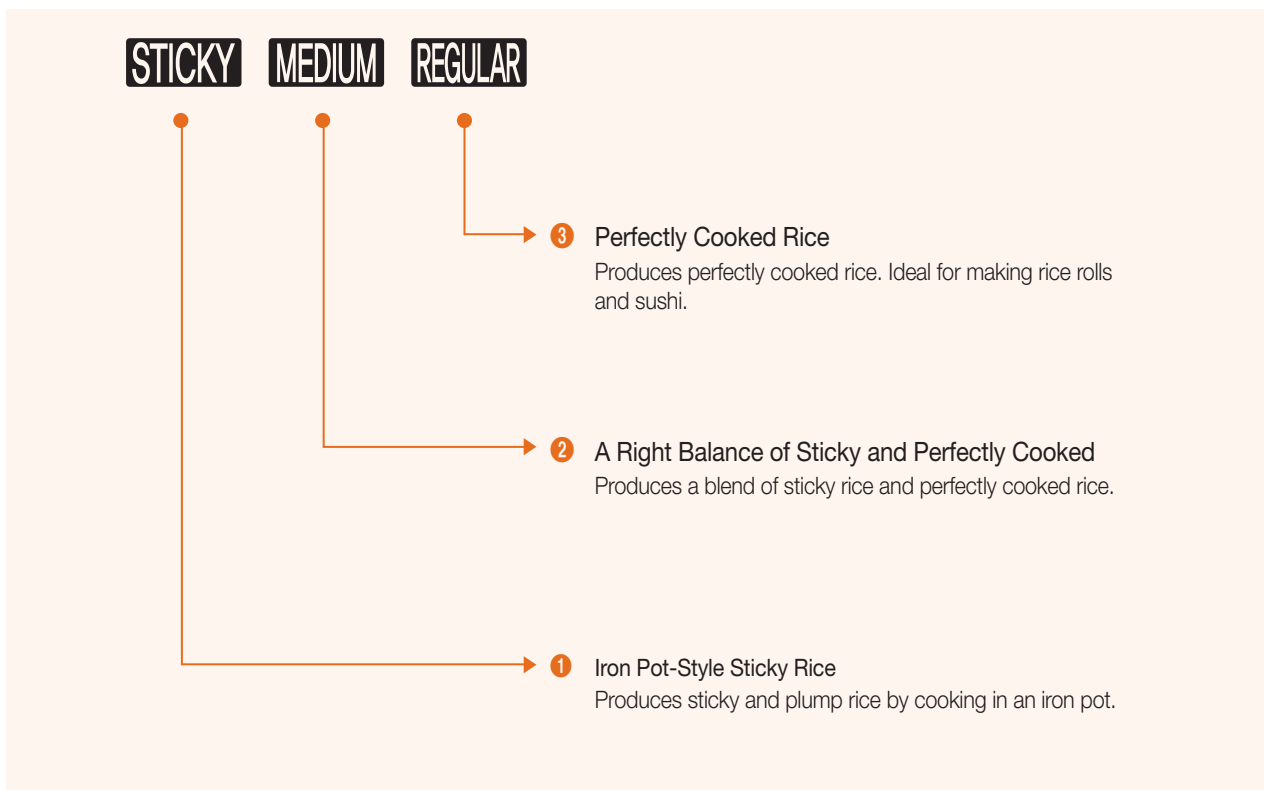 STICKY MEDIUM REGULAR
3 Perfectly Cooked Rice
Produces perfectly cooked rice. Ideal for making rice rolls
and sushi.
2 A Right Balance of Sticky and Perfectly Cooked
Produces a blend of sticky rice and perfectly cooked rice.
1 Iron Pot-Style Sticky Rice
Produces sticky and plump rice by cooking in an iron pot.